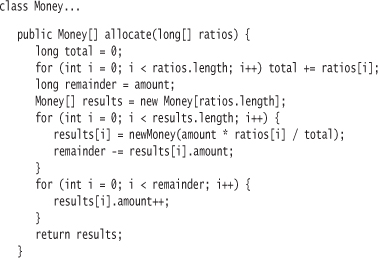 class Money...
public Money[] allocate(long[] ratios) {
long total = 0;
for (int i = 0; i < ratios.length; i++) total += ratios[i];
long remainder = amount;
Money[] results = new Money[ratios.length];
for (int i = 0; i < results.length; i++) {
results[i] = newMoney(amount * ratios[i] / total);
remainder -= results[i].amount;
}
for (int i = 0; i < remainder; i++) {
results[i].amount++;
}
return results;
}